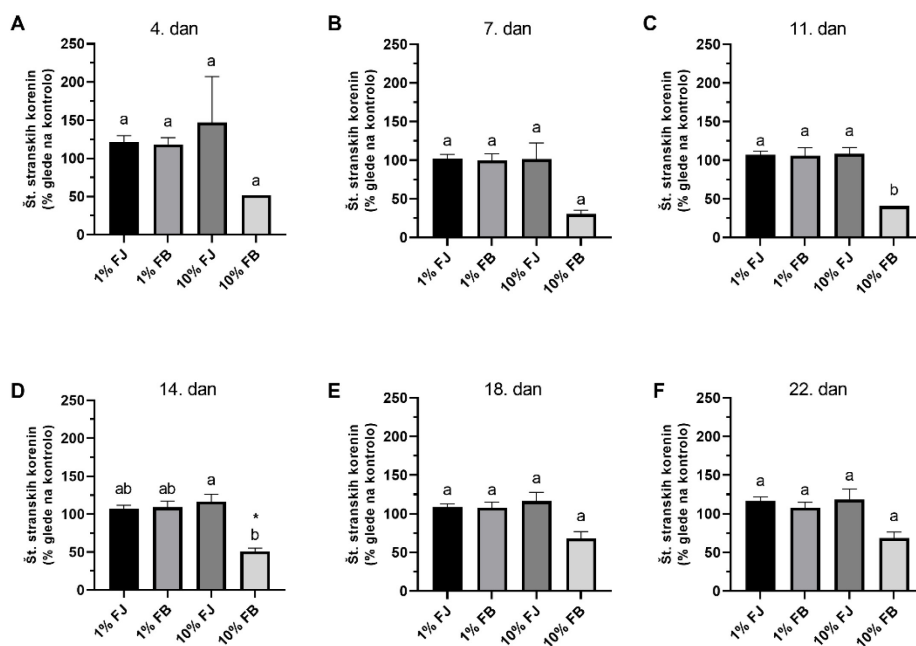 A
4. dan
Št. stranskih korenin
(% glede na kontrolo)
250
200
150
100
50
0
a
a
a
a
1% FJ
1% FB
10% FJ
10% FB
B
7. dan
Št. stranskih korenin
(% glede na kontrolo)
250
200
150
100
50
0
a
a
a
a
1% FJ
1% FB
10% FJ
10% FB
C
11. dan
Št. stranskih korenin
(% glede na kontrolo)
250
200
150
100
50
0
a
a
a
b
1% FJ
1% FB
10% FJ
10% FB
D
14. dan
Št. stranskih korenin
(% glede na kontrolo)
250
200
150
100
50
0
ab
ab
a
*
b
1% FJ
1% FB
10% FJ
10% FB
E
18. dan
Št. stranskih korenin
(% glede na kontrolo)
250
200
150
100
50
0
a
a
a
a
1% FJ
1% FB
10% FJ
10% FB
F
22. dan
Št. stranskih korenin
(% glede na kontrolo)
250
200
150
100
50
0
a
a
a
a
1% FJ
1% FB
10% FJ
10% FB